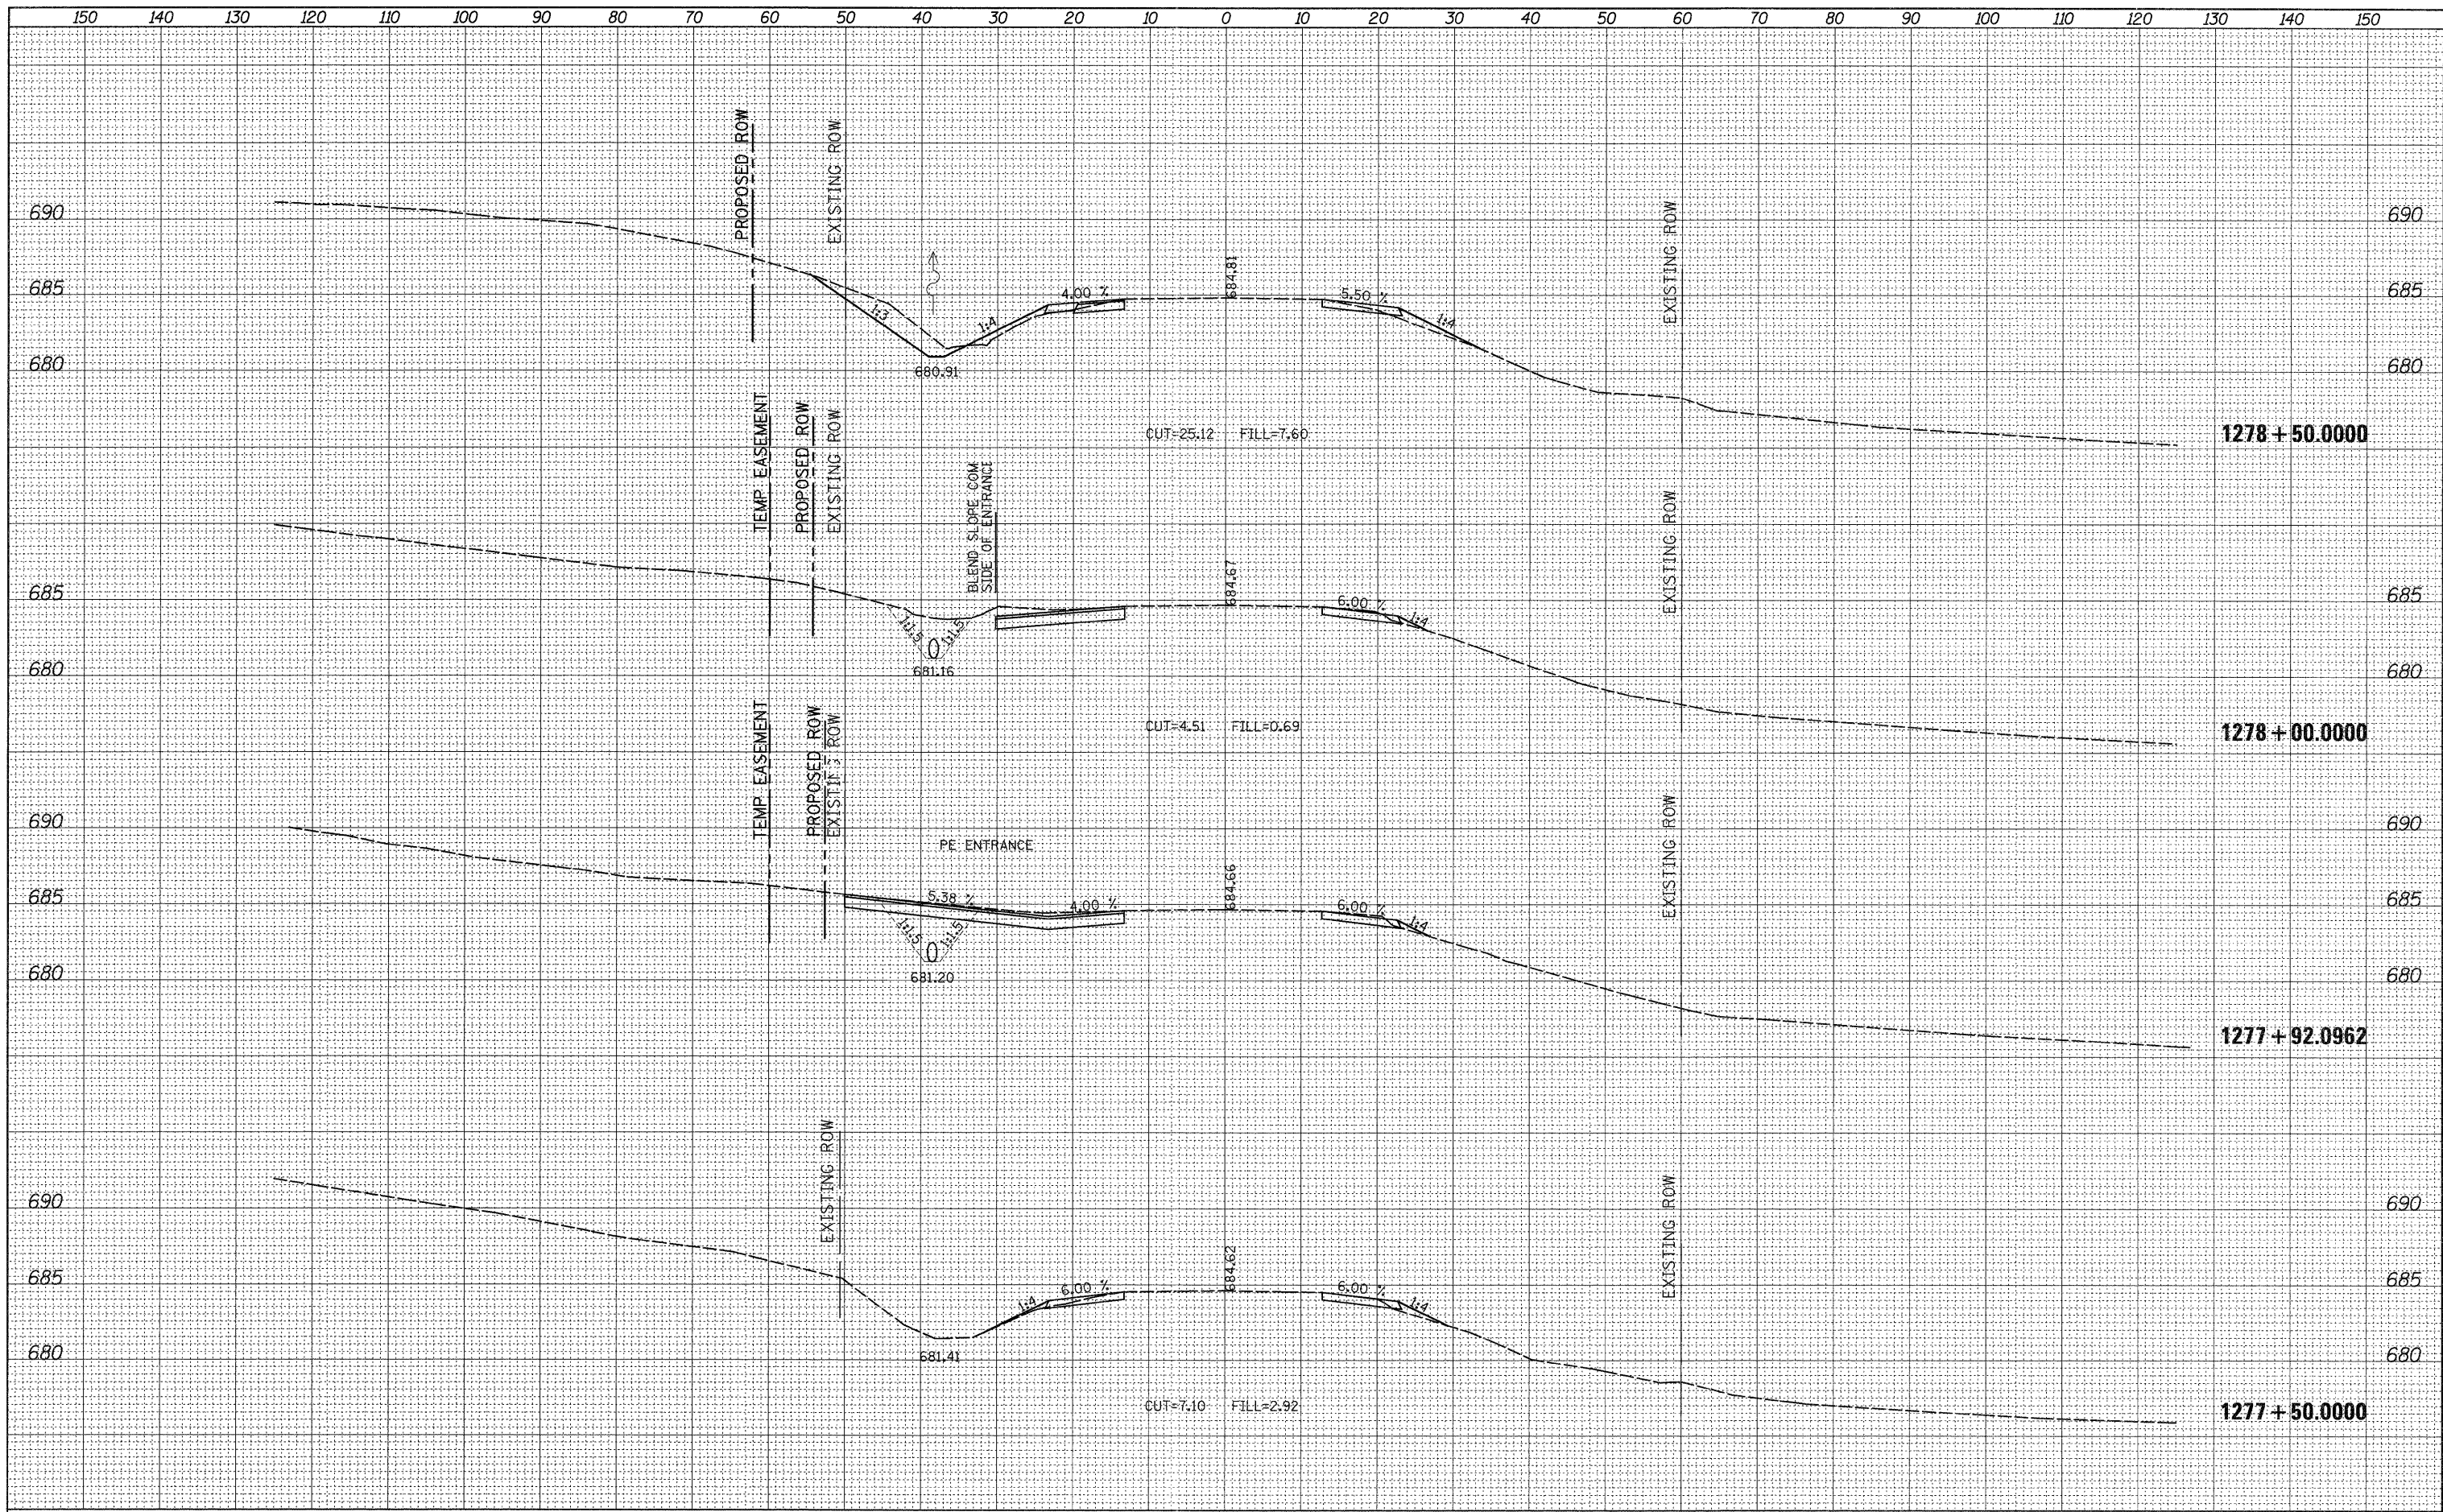 150 140 130 120 110 100 90 80 70 60 50 40 30 20 10 0 10 20 30 40 50 60 70 80 90 100 110 120 130 140 150
PROPOSED ROW
EXISTING ROW
EXISTING ROW
690 690
684.81
685 4.00 % 5.50 % 685
1:3 1:4 1:4
680 680.91 680
CUT=25.12 FILL=7.60
1278+50.0000
TEMP EASEMENT
PROPOSED ROW
EXISTING ROW
BLEND SLOPE COM
SIDE OF ENTRANCE
EXISTING ROW
684.67
685 6.00 % 685
1:1.5 1:1.5 1:4
680 681.16 680
CUT=4.51 FILL=0.69
1278+00.0000
TEMP EASEMENT
PROPOSED ROW
EXISTING ROW
EXISTING ROW
690 690
PE ENTRANCE
684.66
685 5.38 % 4.00 % 6.00 % 685
1:1.5 1:1.5 1:4
680 681.20 680
1277+92.0962
EXISTING ROW
EXISTING ROW
690 690
684.62
685 6.00 % 6.00 % 685
1:4 1:4
680 681.41 680
CUT=7.10 FILL=2.92
1277+50.0000